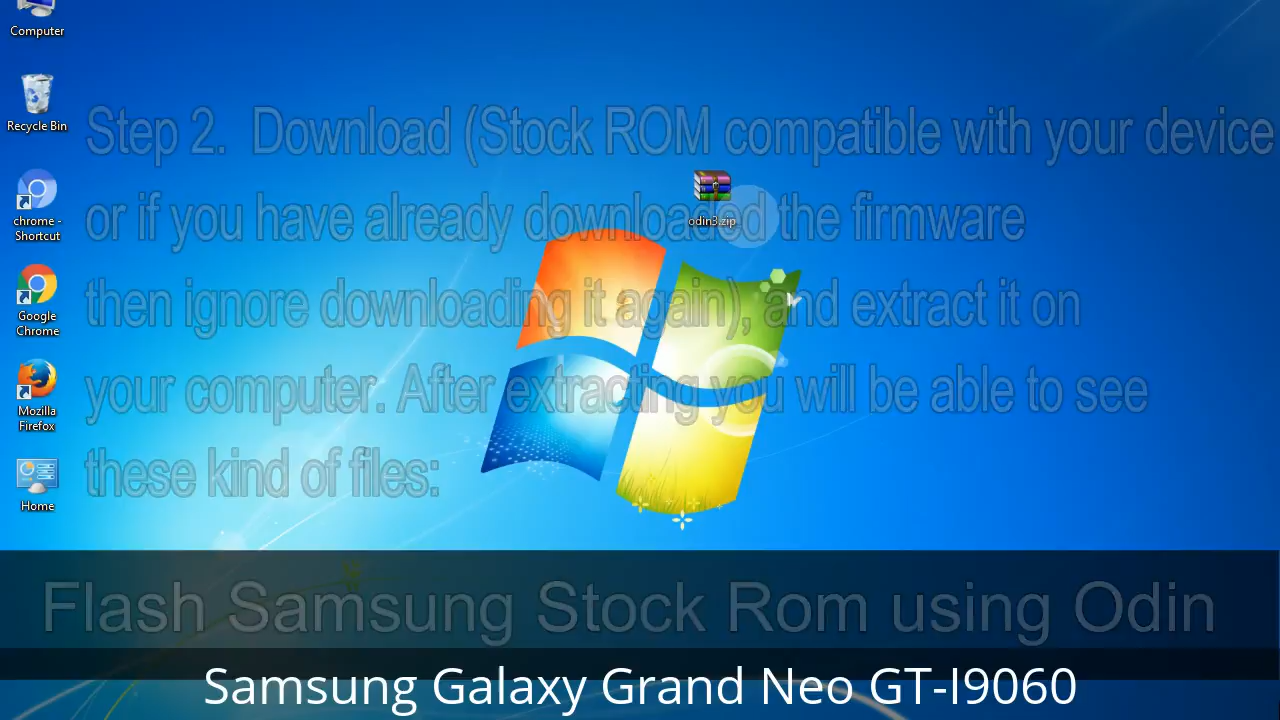 Computer
Recycle Bin
chrome -
Shortcut
Google
Chrome
Mozilla
Firefox
Home
odin3.zip
Step 2. Download (Stock ROM compatible with your device
or if you have already downloaded the firmware
then ignore downloading it again), and extract it on
your computer. After extracting you will be able to see
these kind of files:
Flash Samsung Stock Rom using Odin
Samsung Galaxy Grand Neo GT-I9060